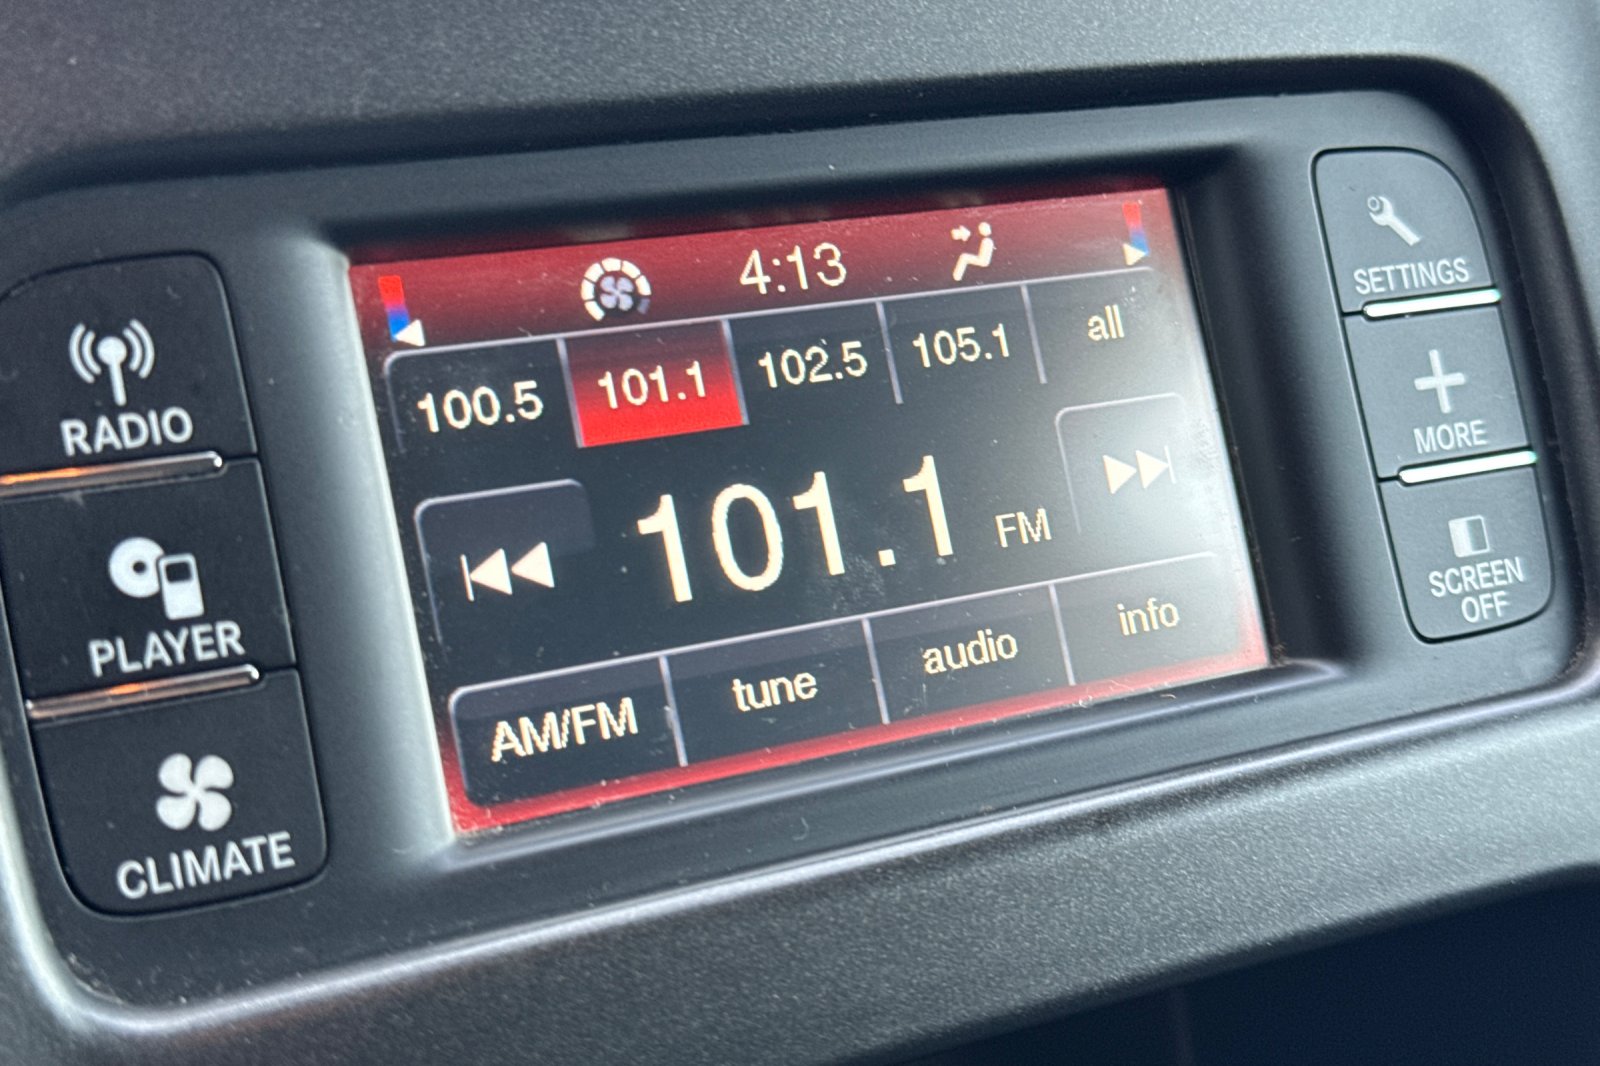 4:13
100.5 101.1 102.5 105.1 all
101.1 FM
AM/FM tune audio info
RADIO
PLAYER
CLIMATE
SETTINGS
MORE
SCREEN
OFF